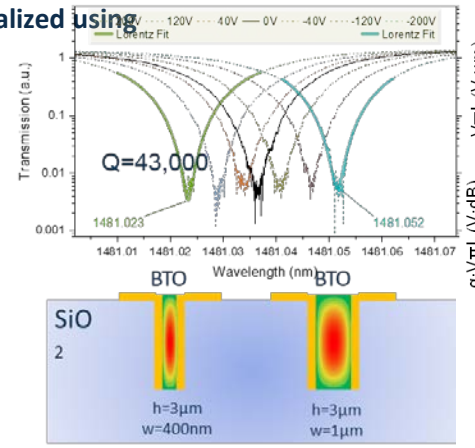 alized using
200V 120V 40V 0V -40V -120V -200V
Lorentz Fit Lorentz Fit
Transmission (a.u.)
1
0.1
0.01
0.001
Q=43,000
1481.023
1481.052
1481.01 1481.02 1481.03 1481.04 1481.05 1481.06 1481.07
Wavelength (nm)
BTO BTO
SiO
2
h=3µm
w=400nm
h=3µm
w=1µm